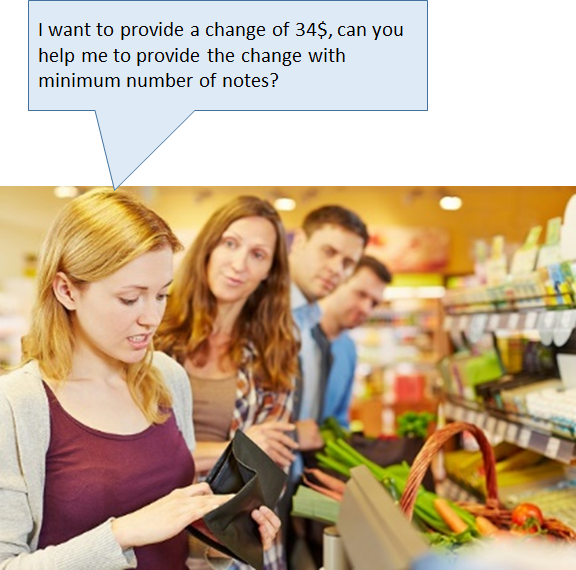 I want to provide a change of 34$, can you
help me to provide the change with
minimum number of notes?